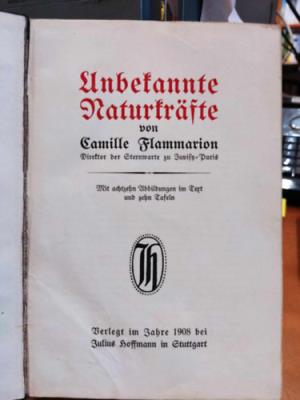 Unbekannte
Naturkräfte
von
Camille Flammarion
Direktor der Sternwarte zu Juvisy-Paris
Mit achtzehn Abbildungen im Text
und zehn Tafeln
JH
Verlegt im Jahre 1908 bei
Julius Hoffmann in Stuttgart